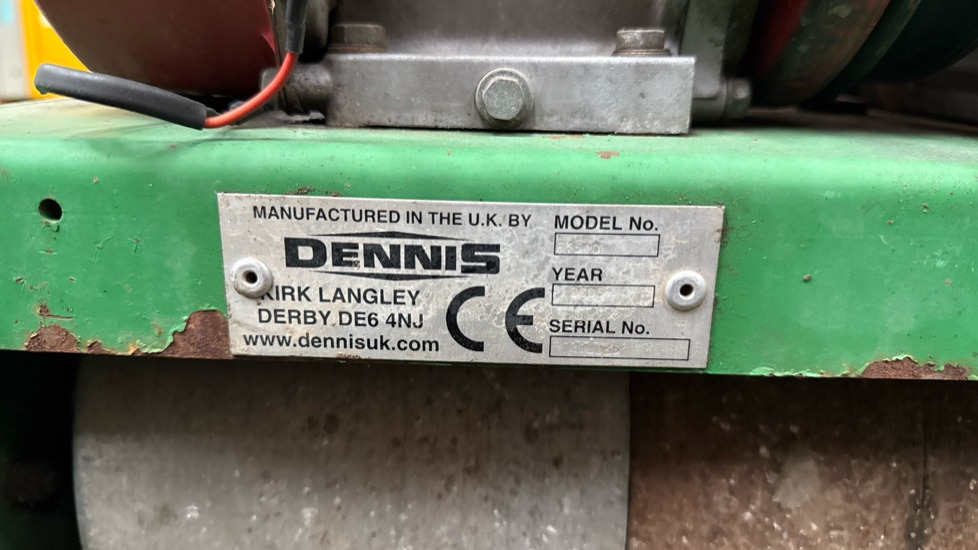 MANUFACTURED IN THE U.K. BY
DENNIS
KIRK LANGLEY
DERBY DE6 4NJ
www.dennisuk.com
CE
MODEL No.
YEAR
SERIAL No.